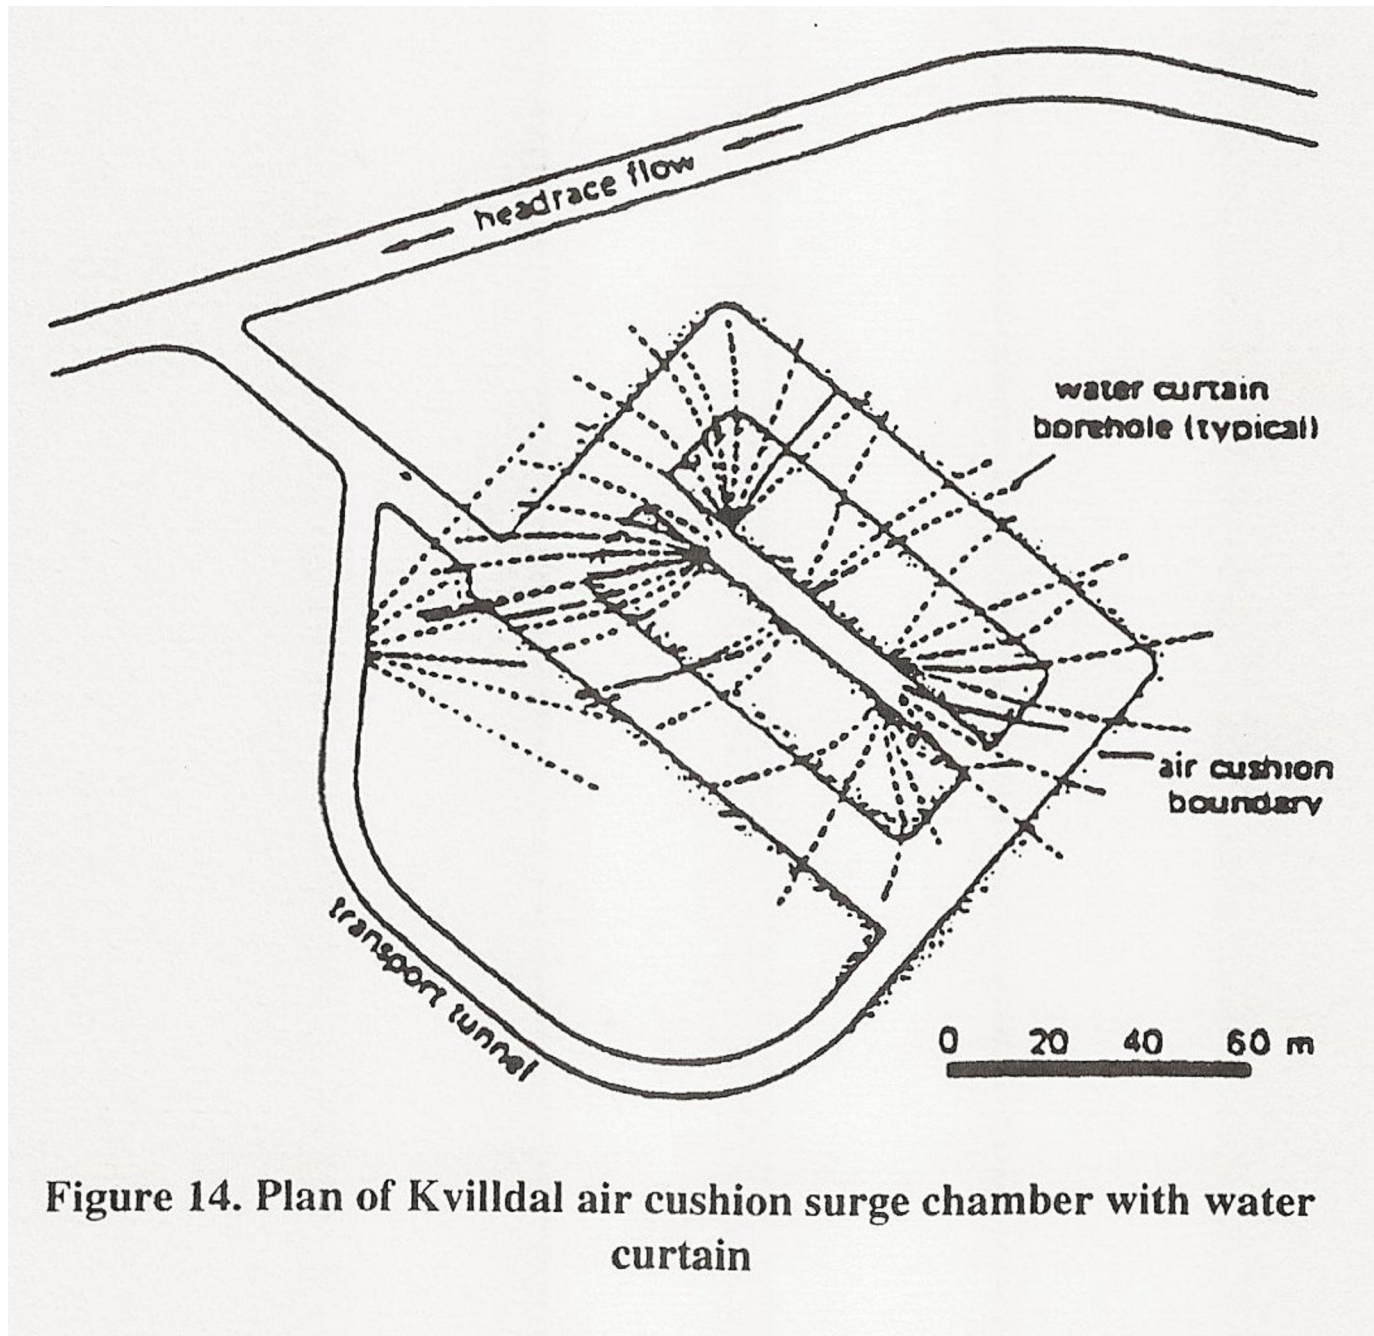 headrace flow
water curtain
borehole (typical)
air cushion
boundary
transport tunnel
0 20 40 60 m
Figure 14. Plan of Kvilldal air cushion surge chamber with water
curtain